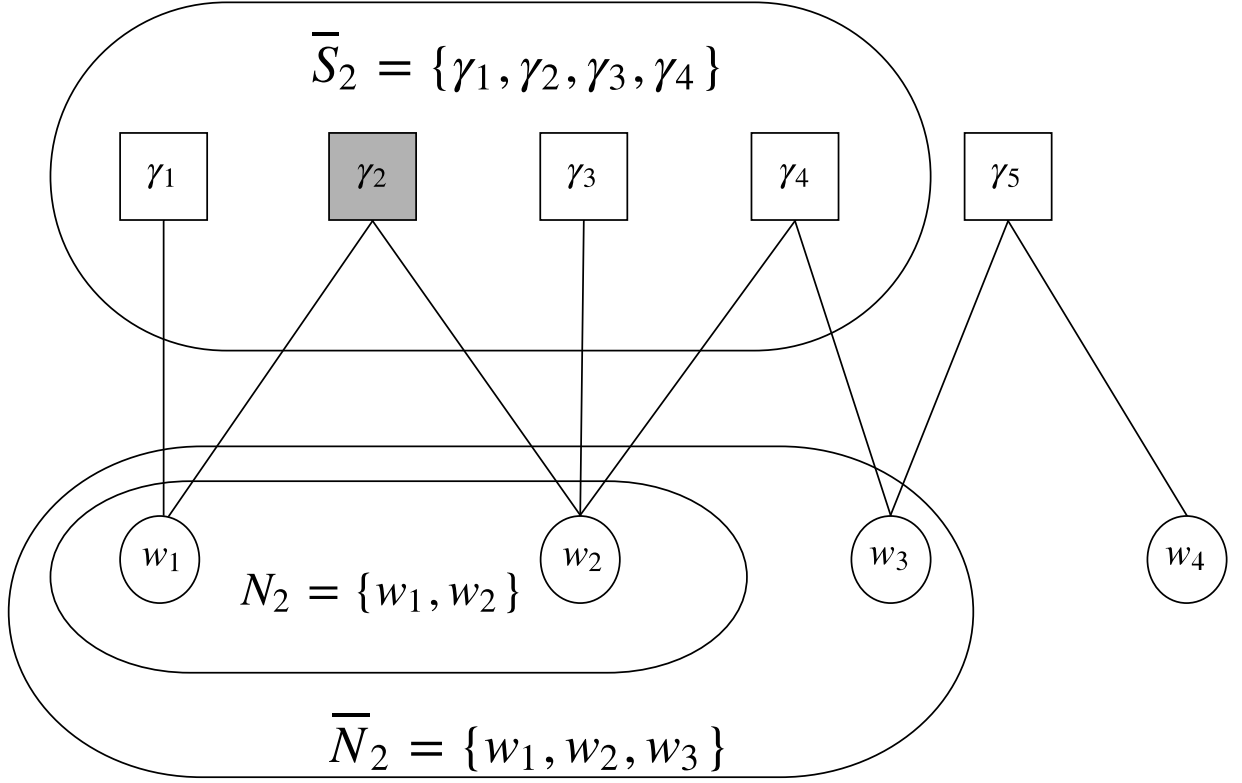 S̅₂ = {γ₁, γ₂, γ₃, γ₄}
γ₁ γ₂ γ₃ γ₄ γ₅
w₁ w₂ w₃ w₄
N₂ = {w₁, w₂}
N̅₂ = {w₁, w₂, w₃}